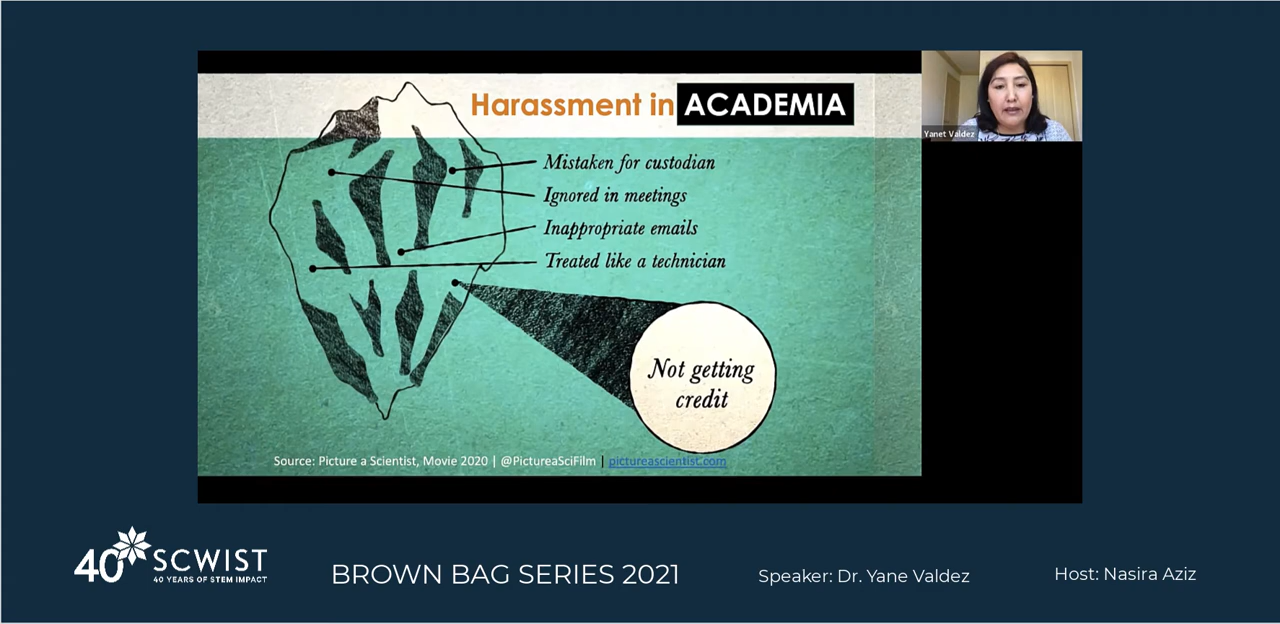 Harassment in ACADEMIA
Mistaken for custodian
Ignored in meetings
Inappropriate emails
Treated like a technician
Not getting
credit
Source: Picture a Scientist, Movie 2020 | @PictureaSciFilm | pictureascientist.com
Yanet Valdez
40 SCWIST
40 YEARS OF STEM IMPACT
BROWN BAG SERIES 2021
Speaker: Dr. Yane Valdez
Host: Nasira Aziz